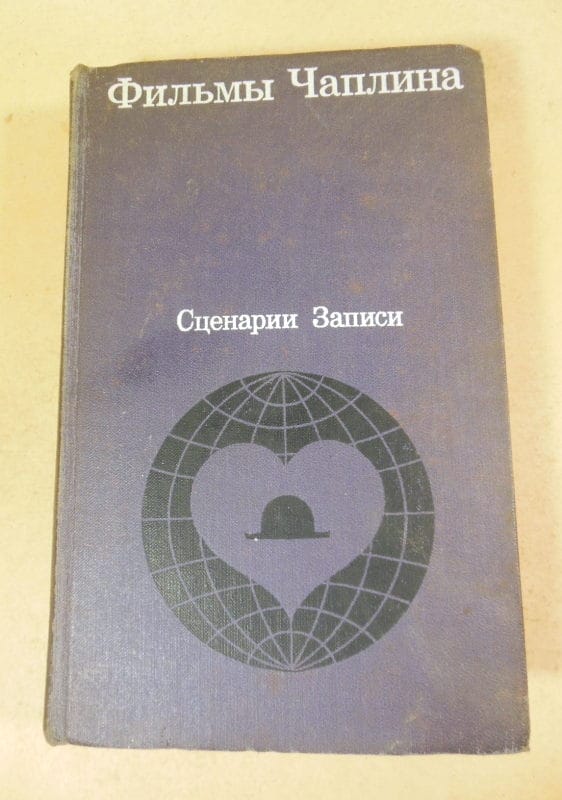 Фильмы Чаплина
Сценарии Записи